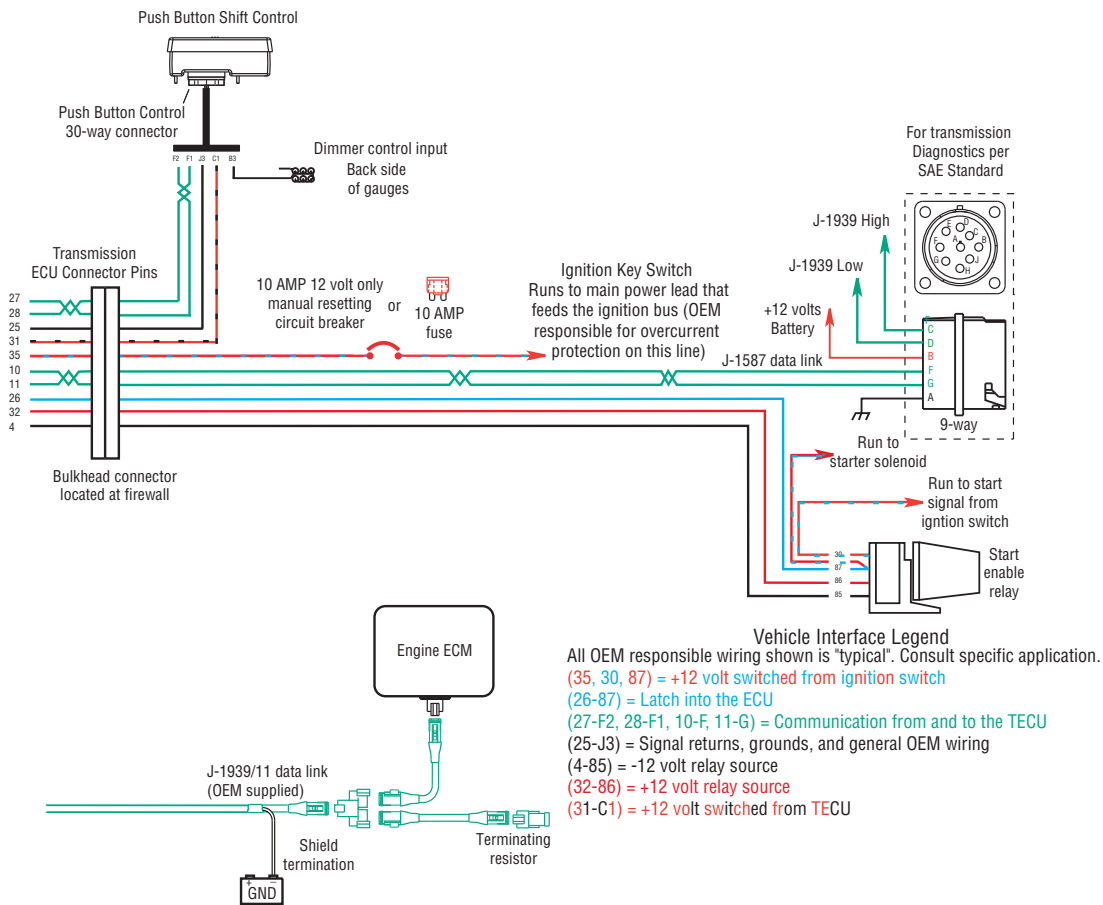 Push Button Shift Control
Push Button Control
30-way connector
F2 F1 J3 C1 B3
Dimmer control input
Back side
of gauges
For transmission
Diagnostics per
SAE Standard
E D C F A B G J H
J-1939 High
J-1939 Low
+12 volts
Battery
J-1587 data link
C
D
B
F
G
A
9-way
Transmission
ECU Connector Pins
27
28
25
31
35
10
11
26
32
4
10 AMP 12 volt only
manual resetting
circuit breaker
or
10 AMP
fuse
Ignition Key Switch
Runs to main power lead that
feeds the ignition bus (OEM
responsible for overcurrent
protection on this line)
Bulkhead connector
located at firewall
Run to
starter solenoid
Run to start
signal from
igntion switch
30
87
86
85
Start
enable
relay
Engine ECM
J-1939/11 data link
(OEM supplied)
Shield
termination
+ –
GND
Terminating
resistor
Vehicle Interface Legend
All OEM responsible wiring shown is "typical". Consult specific application.
(35, 30, 87) = +12 volt switched from ignition switch
(26-87) = Latch into the ECU
(27-F2, 28-F1, 10-F, 11-G) = Communication from and to the TECU
(25-J3) = Signal returns, grounds, and general OEM wiring
(4-85) = -12 volt relay source
(32-86) = +12 volt relay source
(31-C1) = +12 volt switched from TECU